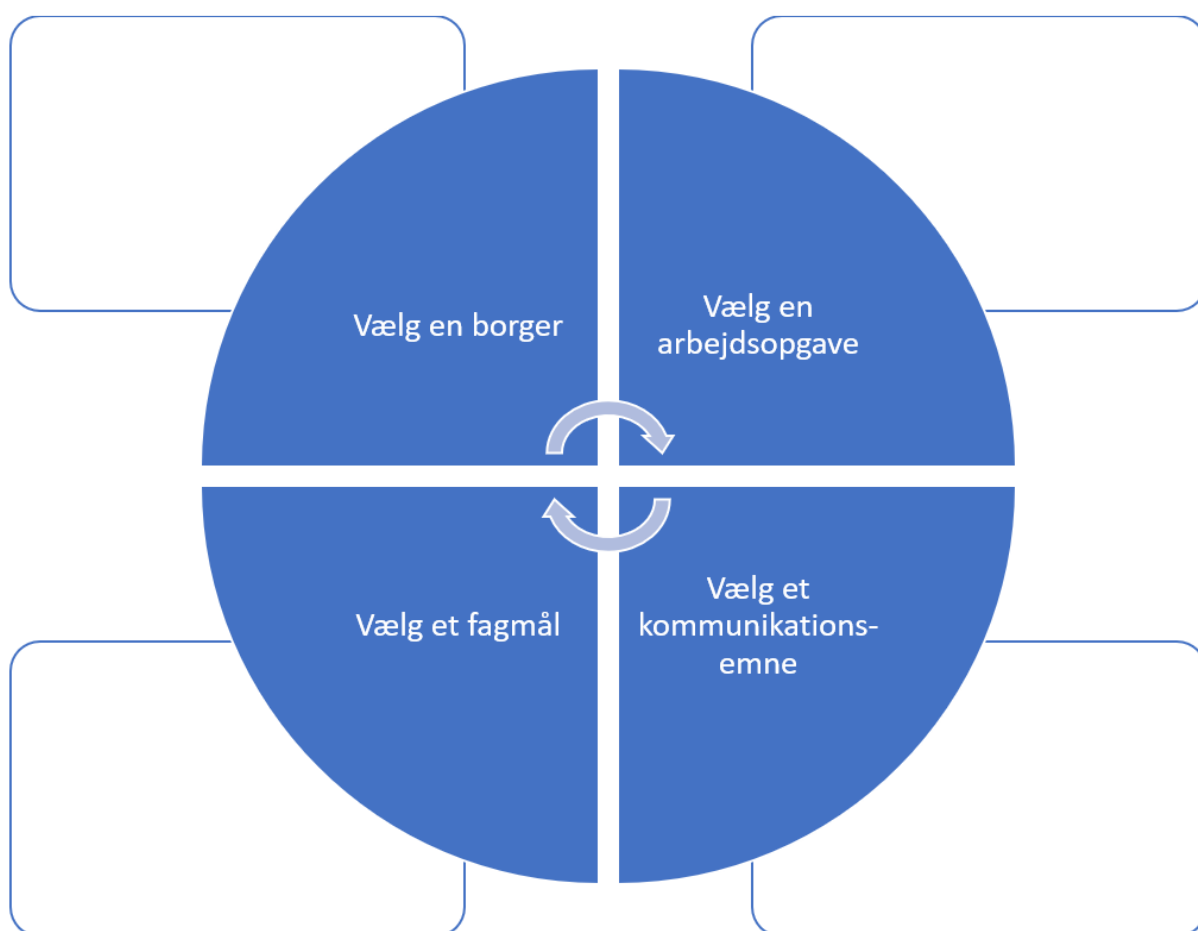 Vælg en borger
Vælg en
arbejdsopgave
Vælg et fagmål
Vælg et
kommunikations-
emne